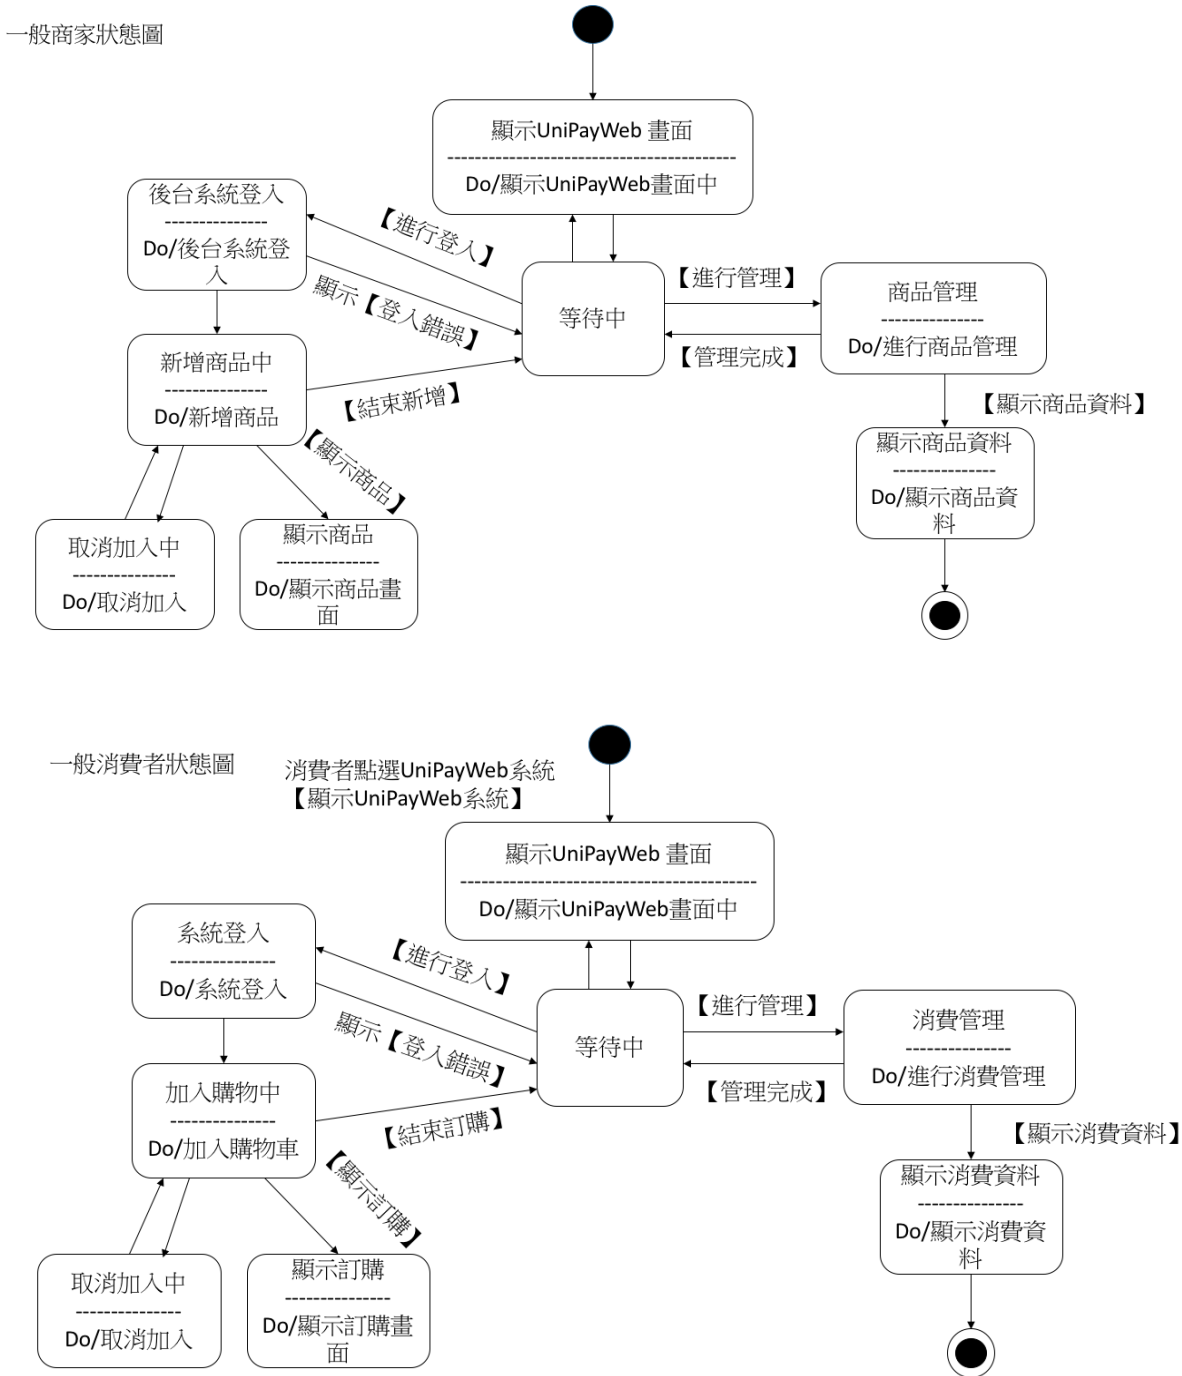 一般商家狀態圖
顯示UniPayWeb 畫面
------------------------------------------
Do/顯示UniPayWeb畫面中
後台系統登入
---------------
Do/後台系統登
入
【進行登入】
顯示【登入錯誤】
等待中
【進行管理】
【管理完成】
商品管理
---------------
Do/進行商品管理
新增商品中
---------------
Do/新增商品
【結束新增】
【顯示商品】
【顯示商品資料】
顯示商品資料
---------------
Do/顯示商品資
料
取消加入中
---------------
Do/取消加入
顯示商品
---------------
Do/顯示商品畫
面
一般消費者狀態圖
消費者點選UniPayWeb系統
【顯示UniPayWeb系統】
顯示UniPayWeb 畫面
------------------------------------------
Do/顯示UniPayWeb畫面中
系統登入
---------------
Do/系統登入
【進行登入】
顯示【登入錯誤】
等待中
【進行管理】
【管理完成】
消費管理
---------------
Do/進行消費管理
加入購物中
---------------
Do/加入購物車
【結束訂購】
【顯示訂購】
【顯示消費資料】
顯示消費資料
---------------
Do/顯示消費資
料
取消加入中
---------------
Do/取消加入
顯示訂購
---------------
Do/顯示訂購畫
面